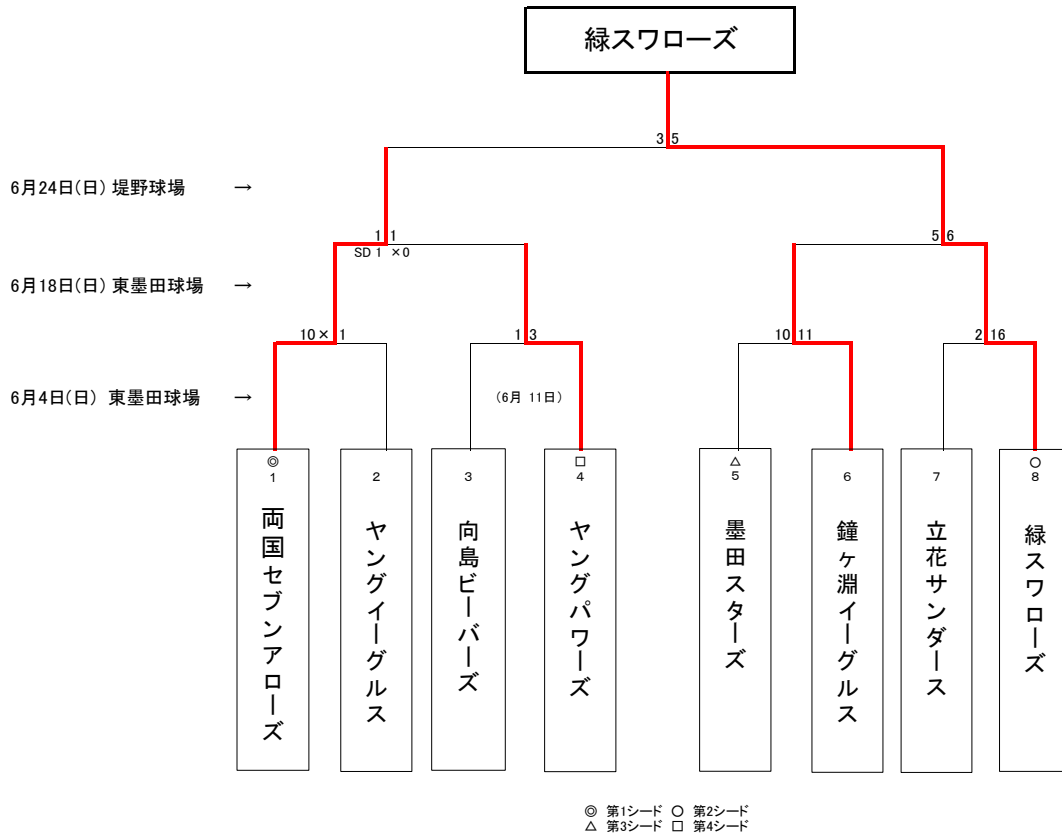 緑スワローズ
3 5
6月24日(日) 堤野球場 →
1 1
SD 1 ×0
5 6
6月18日(日) 東墨田球場 →
10× 1
1 3
10 11
2 16
6月4日(日) 東墨田球場 →
(6月 11日)
◎
1
両国セブンアローズ
2
ヤングイーグルス
3
向島ビーバーズ
□
4
ヤングパワーズ
△
5
墨田スターズ
6
鐘ヶ淵イーグルス
7
立花サンダース
○
8
緑スワローズ
◎ 第1シード ○ 第2シード
△ 第3シード □ 第4シード